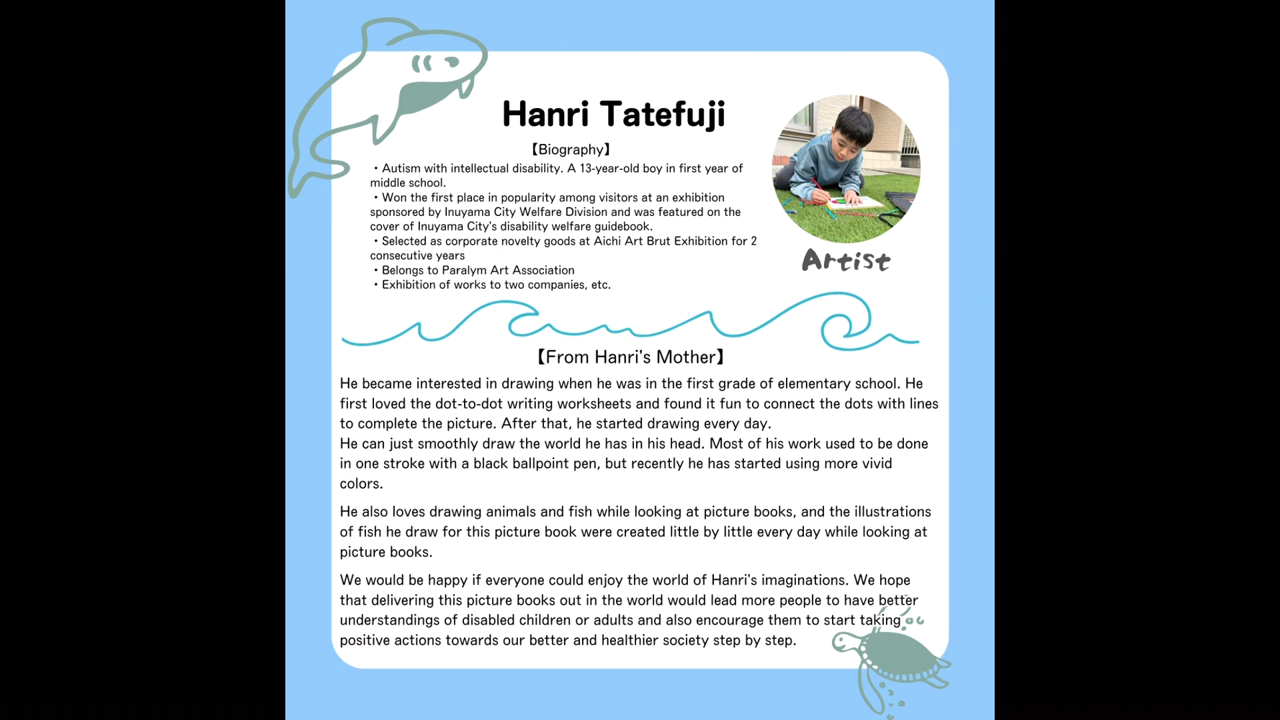 Hanri Tatefuji
【Biography】
・Autism with intellectual disability. A 13-year-old boy in first year of
middle school.
・Won the first place in popularity among visitors at an exhibition
sponsored by Inuyama City Welfare Division and was featured on the
cover of Inuyama City's disability welfare guidebook.
・Selected as corporate novelty goods at Aichi Art Brut Exhibition for 2
consecutive years
・Belongs to Paralym Art Association
・Exhibition of works to two companies, etc.
Artist
【From Hanri's Mother】
He became interested in drawing when he was in the first grade of elementary school. He
first loved the dot-to-dot writing worksheets and found it fun to connect the dots with lines
to complete the picture. After that, he started drawing every day.
He can just smoothly draw the world he has in his head. Most of his work used to be done
in one stroke with a black ballpoint pen, but recently he has started using more vivid
colors.
He also loves drawing animals and fish while looking at picture books, and the illustrations
of fish he draw for this picture book were created little by little every day while looking at
picture books.
We would be happy if everyone could enjoy the world of Hanri's imaginations. We hope
that delivering this picture books out in the world would lead more people to have better
understandings of disabled children or adults and also encourage them to start taking
positive actions towards our better and healthier society step by step.